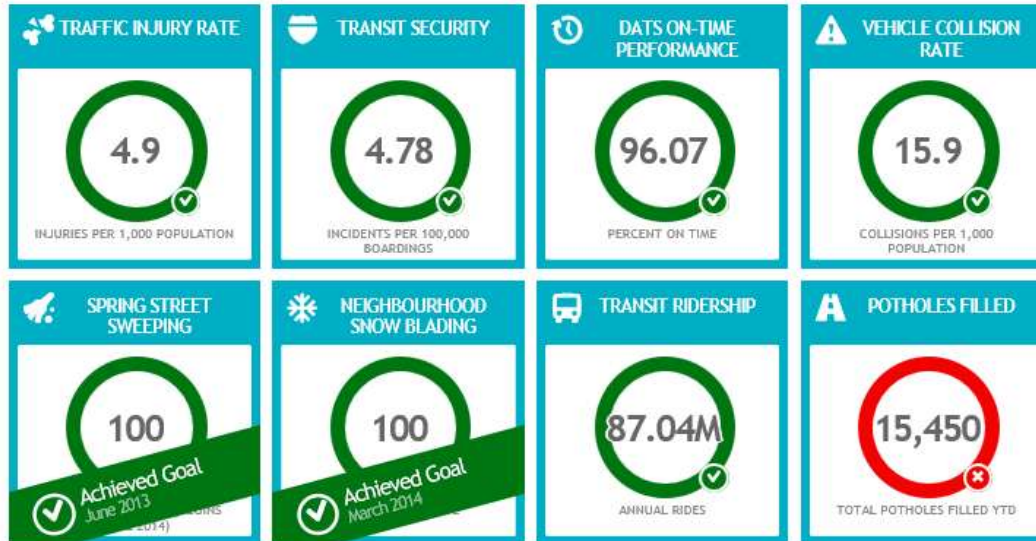 TRAFFIC INJURY RATE
4.9
INJURIES PER 1,000 POPULATION
TRANSIT SECURITY
4.78
INCIDENTS PER 100,000
BOARDINGS
DATS ON-TIME
PERFORMANCE
96.07
PERCENT ON TIME
VEHICLE COLLISION
RATE
15.9
COLLISIONS PER 1,000
POPULATION
SPRING STREET
SWEEPING
100
Achieved Goal
June 2013
2014)
NEIGHBOURHOOD
SNOW BLADING
100
Achieved Goal
March 2014
TRANSIT RIDERSHIP
87.04M
ANNUAL RIDES
POTHOLES FILLED
15,450
TOTAL POTHOLES FILLED YTD